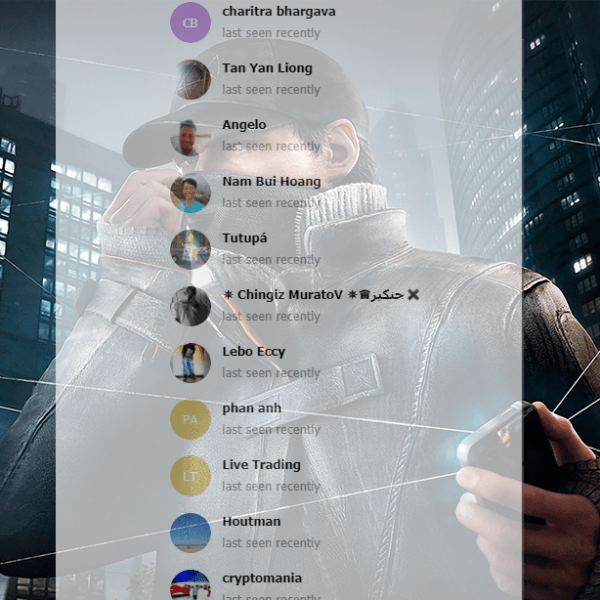 CB
charitra bhargava
last seen recently
Tan Yan Liong
last seen recently
Angelo
last seen recently
Nam Bui Hoang
last seen recently
Tutupá
last seen recently
✷ Chingiz MuratoV ✷♕جنكيز ✖
last seen recently
Lebo Eccy
last seen recently
PA
phan anh
last seen recently
LT
Live Trading
last seen recently
Houtman
last seen recently
cryptomania